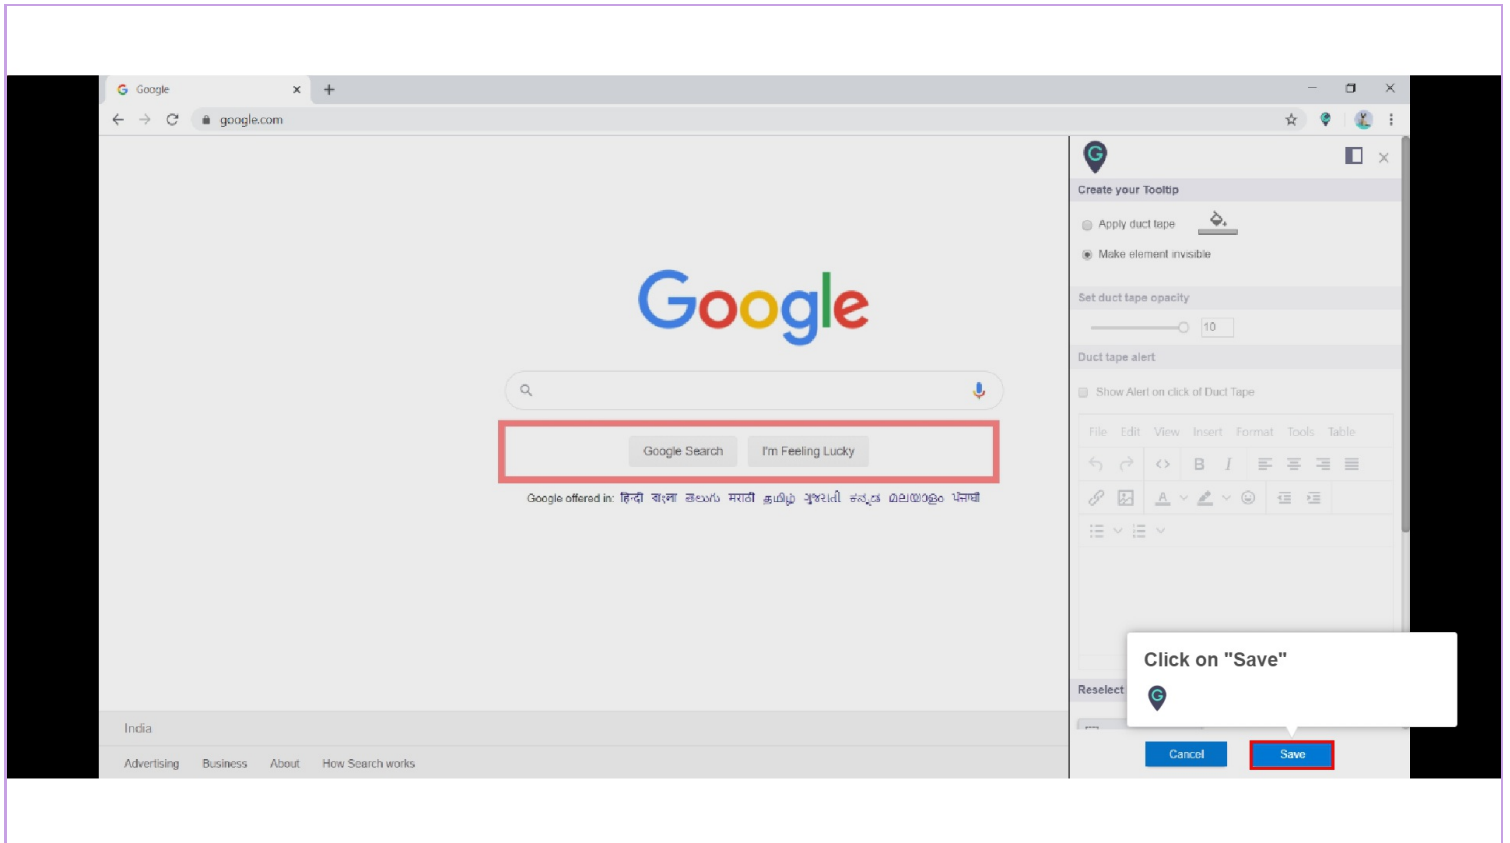 Google
google.com
G
Create your Tooltip
Apply duct tape
Make element invisible
Set duct tape opacity
10
Duct tape alert
Show Alert on click of Duct Tape
File Edit View Insert Format Tools Table
B I
A
Google
Google Search I'm Feeling Lucky
Google offered in: हिन्दी বাংলা తెలుగు मराठी தமிழ் ગુજરાતી ಕನ್ನಡ മലയാളം ਪੰਜਾਬੀ
Click on "Save"
G
Reselect
Cancel Save
India
Advertising Business About How Search works